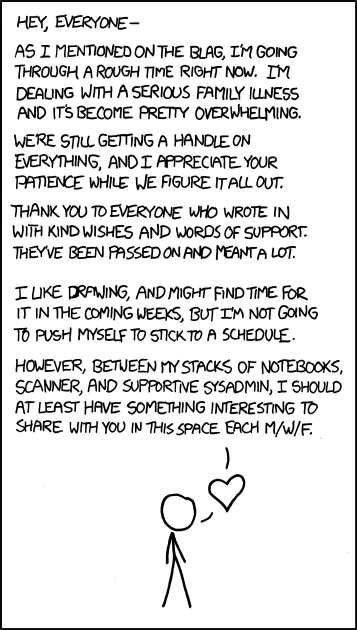 HEY, EVERYONE—
AS I MENTIONED ON THE BLAG, I'M GOING
THROUGH A ROUGH TIME RIGHT NOW. I'M
DEALING WITH A SERIOUS FAMILY ILLNESS
AND IT'S BECOME PRETTY OVERWHELMING.
WE'RE STILL GETTING A HANDLE ON
EVERYTHING, AND I APPRECIATE YOUR
PATIENCE WHILE WE FIGURE IT ALL OUT.
THANK YOU TO EVERYONE WHO WROTE IN
WITH KIND WISHES AND WORDS OF SUPPORT.
THEY'VE BEEN PASSED ON AND MEANT A LOT.
I LIKE DRAWING, AND MIGHT FIND TIME FOR
IT IN THE COMING WEEKS, BUT I'M NOT GOING
TO PUSH MYSELF TO STICK TO A SCHEDULE.
HOWEVER, BETWEEN MY STACKS OF NOTEBOOKS,
SCANNER, AND SUPPORTIVE SYSADMIN, I SHOULD
AT LEAST HAVE SOMETHING INTERESTING TO
SHARE WITH YOU IN THIS SPACE EACH M/W/F.